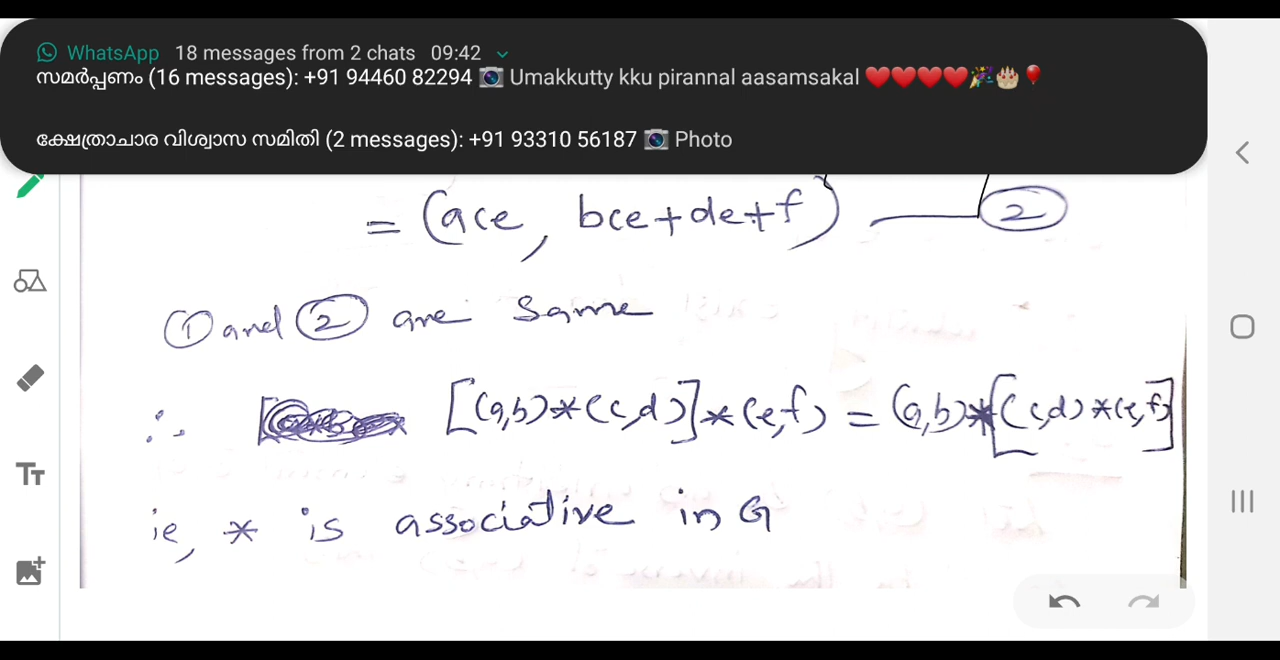 WhatsApp 18 messages from 2 chats 09:42
സമർപ്പണം (16 messages): +91 94460 82294 📷 Umakkutty kku pirannal aasamsakal ❤️❤️❤️❤️🎉🎂🎈
ക്ഷേത്രാചാര വിശ്വാസ സമിതി (2 messages): +91 93310 56187 📷 Photo
= (ace, bce+de+f) — ②
① and ② are same
∴ [(a,b)*(c,d)]*(e,f) = (a,b)*[(c,d)*(e,f)]
ie, * is associative in G
TT